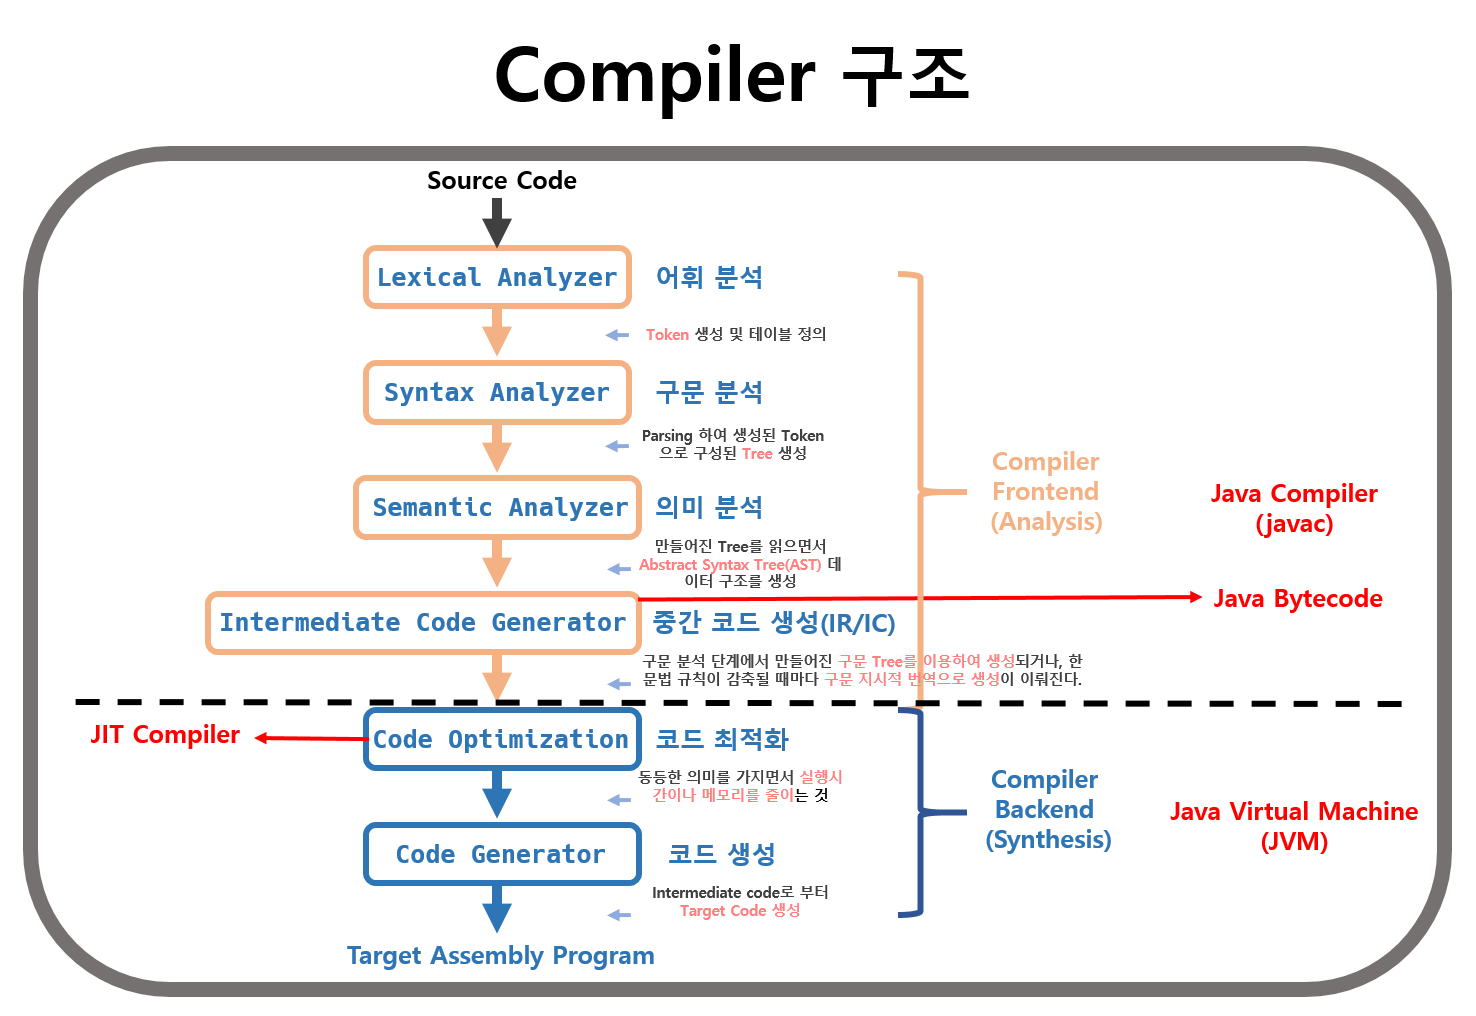 Compiler 구조
Source Code
Lexical Analyzer
어휘 분석
Token 생성 및 테이블 정의
Syntax Analyzer
구문 분석
Parsing 하여 생성된 Token
으로 구성된 Tree 생성
Compiler
Frontend
(Analysis)
Java Compiler
(javac)
Semantic Analyzer
의미 분석
만들어진 Tree를 읽으면서
Abstract Syntax Tree(AST) 데
이터 구조를 생성
Intermediate Code Generator
중간 코드 생성(IR/IC)
Java Bytecode
구문 분석 단계에서 만들어진 구문 Tree를 이용하여 생성되거나, 한
문법 규칙이 감축될 때마다 구문 지시적 번역으로 생성이 이뤄진다.
JIT Compiler
Code Optimization
코드 최적화
동등한 의미를 가지면서 실행시
간이나 메모리를 줄이는 것
Compiler
Backend
(Synthesis)
Java Virtual Machine
(JVM)
Code Generator
코드 생성
Intermediate code로 부터
Target Code 생성
Target Assembly Program